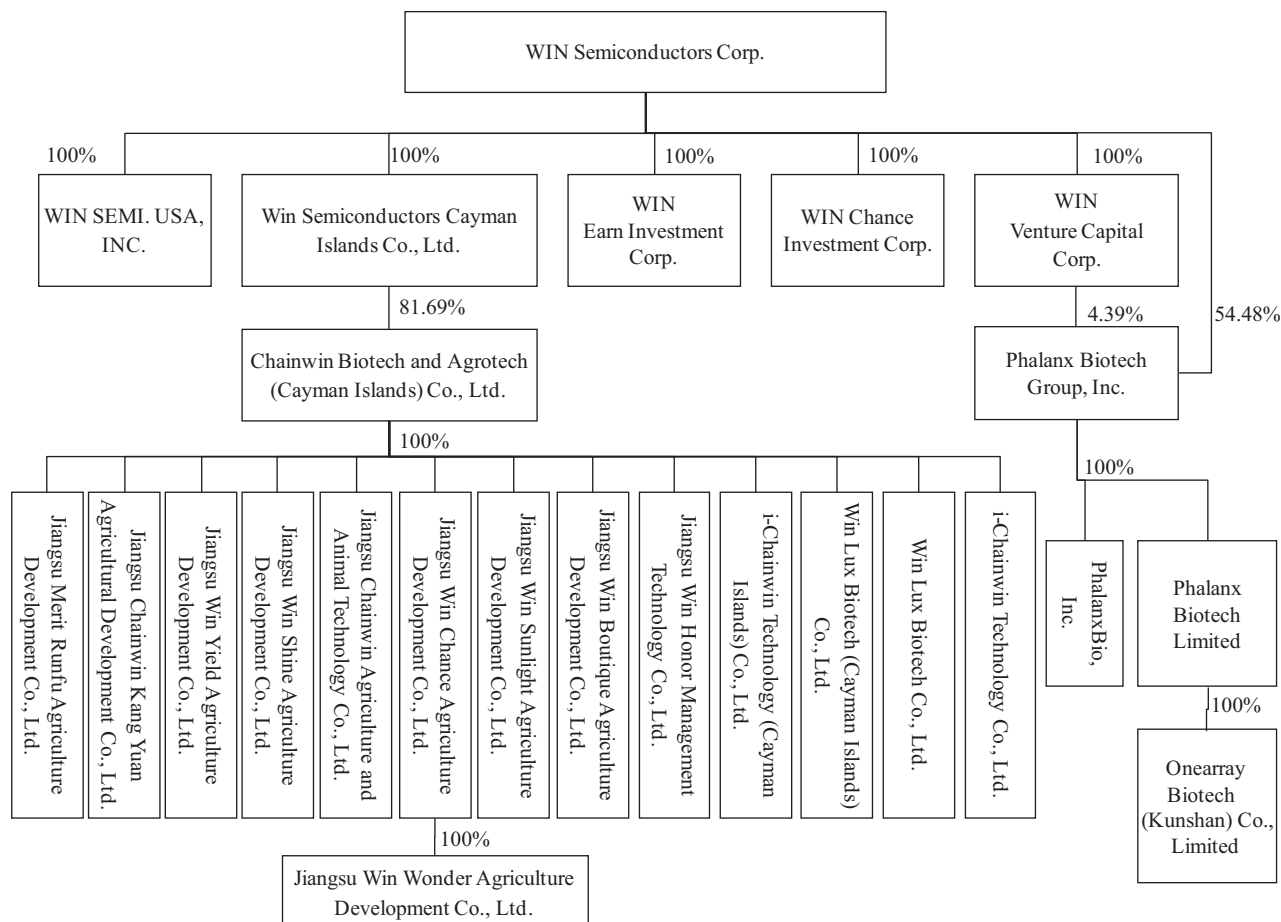 WIN Semiconductors Corp.
100%
100%
100%
100%
100%
WIN SEMI. USA,
INC.
Win Semiconductors Cayman
Islands Co., Ltd.
WIN
Earn Investment
Corp.
WIN Chance
Investment Corp.
WIN
Venture Capital
Corp.
81.69%
4.39%
54.48%
Chainwin Biotech and Agrotech
(Cayman Islands) Co., Ltd.
Phalanx Biotech
Group, Inc.
100%
100%
Jiangsu Merit Runfu Agriculture
Development Co., Ltd.
Jiangsu Chainwin Kang Yuan
Agricultural Development Co., Ltd.
Jiangsu Win Yield Agriculture
Development Co., Ltd.
Jiangsu Win Shine Agriculture
Development Co., Ltd.
Jiangsu Chainwin Agriculture and
Animal Technology Co., Ltd.
Jiangsu Win Chance Agriculture
Development Co., Ltd.
Jiangsu Win Sunlight Agriculture
Development Co., Ltd.
Jiangsu Win Boutique Agriculture
Development Co., Ltd.
Jiangsu Win Honor Management
Technology Co., Ltd.
i-Chainwin Technology (Cayman
Islands) Co., Ltd.
Win Lux Biotech (Cayman Islands)
Co., Ltd.
Win Lux Biotech Co., Ltd.
i-Chainwin Technology Co., Ltd.
PhalanxBio,
Inc.
Phalanx
Biotech
Limited
100%
Onearray
Biotech
(Kunshan) Co.,
Limited
100%
Jiangsu Win Wonder Agriculture
Development Co., Ltd.